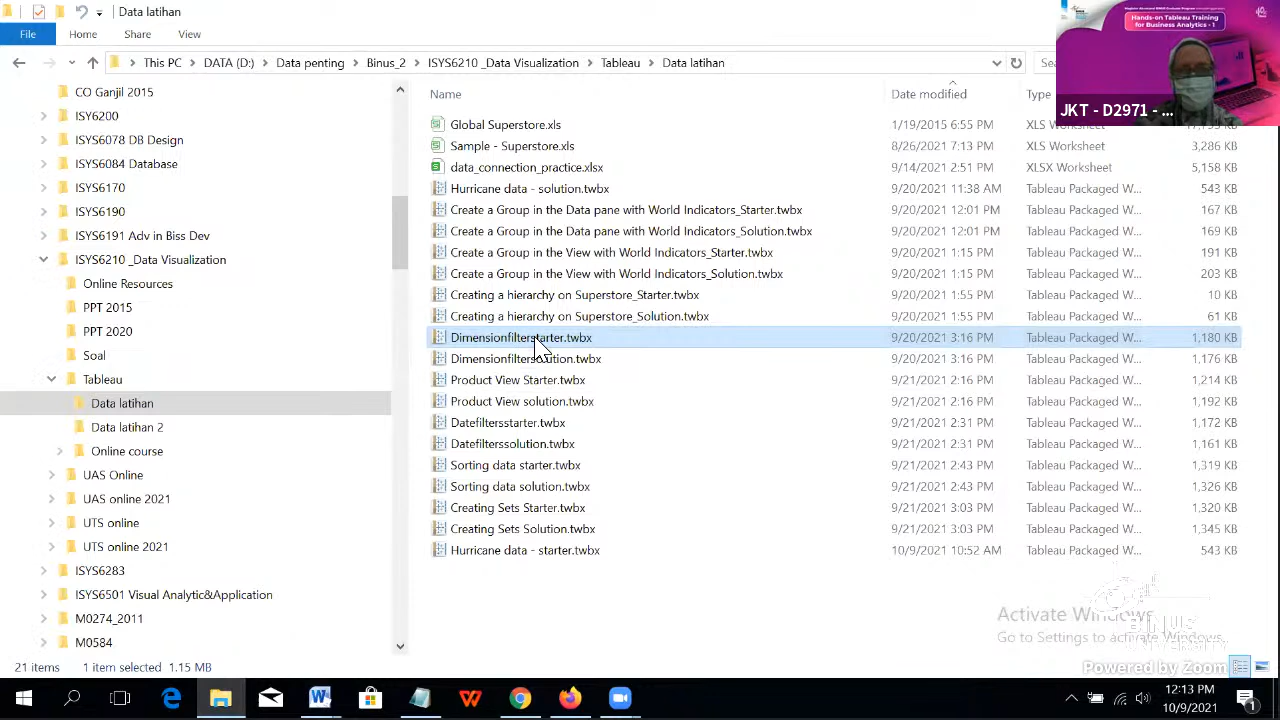 Data latihan
File Home Share View
This PC > DATA (D:) > Data penting > Binus_2 > ISYS6210 _Data Visualization > Tableau > Data latihan
Hands-on Tableau Training
for Business Analytics - 1
JKT - D2971 - ...
Name Date modified Type
CO Ganjil 2015
ISY6200
ISYS6078 DB Design
ISYS6084 Database
ISYS6170
ISYS6190
ISYS6191 Adv in Biss Dev
ISYS6210 _Data Visualization
Online Resources
PPT 2015
PPT 2020
Soal
Tableau
Data latihan
Data latihan 2
Online course
UAS Online
UAS online 2021
UTS online
UTS online 2021
ISYS6283
ISYS6501 Visual Analytic&Application
M0274_2011
M0584
Global Superstore.xls 1/19/2015 6:55 PM XLS Worksheet
Sample - Superstore.xls 8/26/2021 7:13 PM XLS Worksheet 3,286 KB
data_connection_practice.xlsx 9/14/2021 2:51 PM XLSX Worksheet 5,158 KB
Hurricane data - solution.twbx 9/20/2021 11:38 AM Tableau Packaged W... 543 KB
Create a Group in the Data pane with World Indicators_Starter.twbx 9/20/2021 12:01 PM Tableau Packaged W... 167 KB
Create a Group in the Data pane with World Indicators_Solution.twbx 9/20/2021 12:01 PM Tableau Packaged W... 169 KB
Create a Group in the View with World Indicators_Starter.twbx 9/20/2021 1:15 PM Tableau Packaged W... 191 KB
Create a Group in the View with World Indicators_Solution.twbx 9/20/2021 1:15 PM Tableau Packaged W... 203 KB
Creating a hierarchy on Superstore_Starter.twbx 9/20/2021 1:55 PM Tableau Packaged W... 10 KB
Creating a hierarchy on Superstore_Solution.twbx 9/20/2021 1:55 PM Tableau Packaged W... 61 KB
Dimensionfilterstarter.twbx 9/20/2021 3:16 PM Tableau Packaged W... 1,180 KB
Dimensionfilterssolution.twbx 9/20/2021 3:16 PM Tableau Packaged W... 1,176 KB
Product View Starter.twbx 9/21/2021 2:16 PM Tableau Packaged W... 1,214 KB
Product View solution.twbx 9/21/2021 2:16 PM Tableau Packaged W... 1,192 KB
Datefiltersstarter.twbx 9/21/2021 2:31 PM Tableau Packaged W... 1,172 KB
Datefilterssolution.twbx 9/21/2021 2:31 PM Tableau Packaged W... 1,161 KB
Sorting data starter.twbx 9/21/2021 2:43 PM Tableau Packaged W... 1,319 KB
Sorting data solution.twbx 9/21/2021 2:43 PM Tableau Packaged W... 1,326 KB
Creating Sets Starter.twbx 9/21/2021 3:03 PM Tableau Packaged W... 1,320 KB
Creating Sets Solution.twbx 9/21/2021 3:03 PM Tableau Packaged W... 1,345 KB
Hurricane data - starter.twbx 10/9/2021 10:52 AM Tableau Packaged W... 543 KB
Activate Windows
Go to Settings to activate Windows.
BINUS
UNIVERSITY
Powered by Zoom
21 items 1 item selected 1.15 MB
12:13 PM
10/9/2021
1